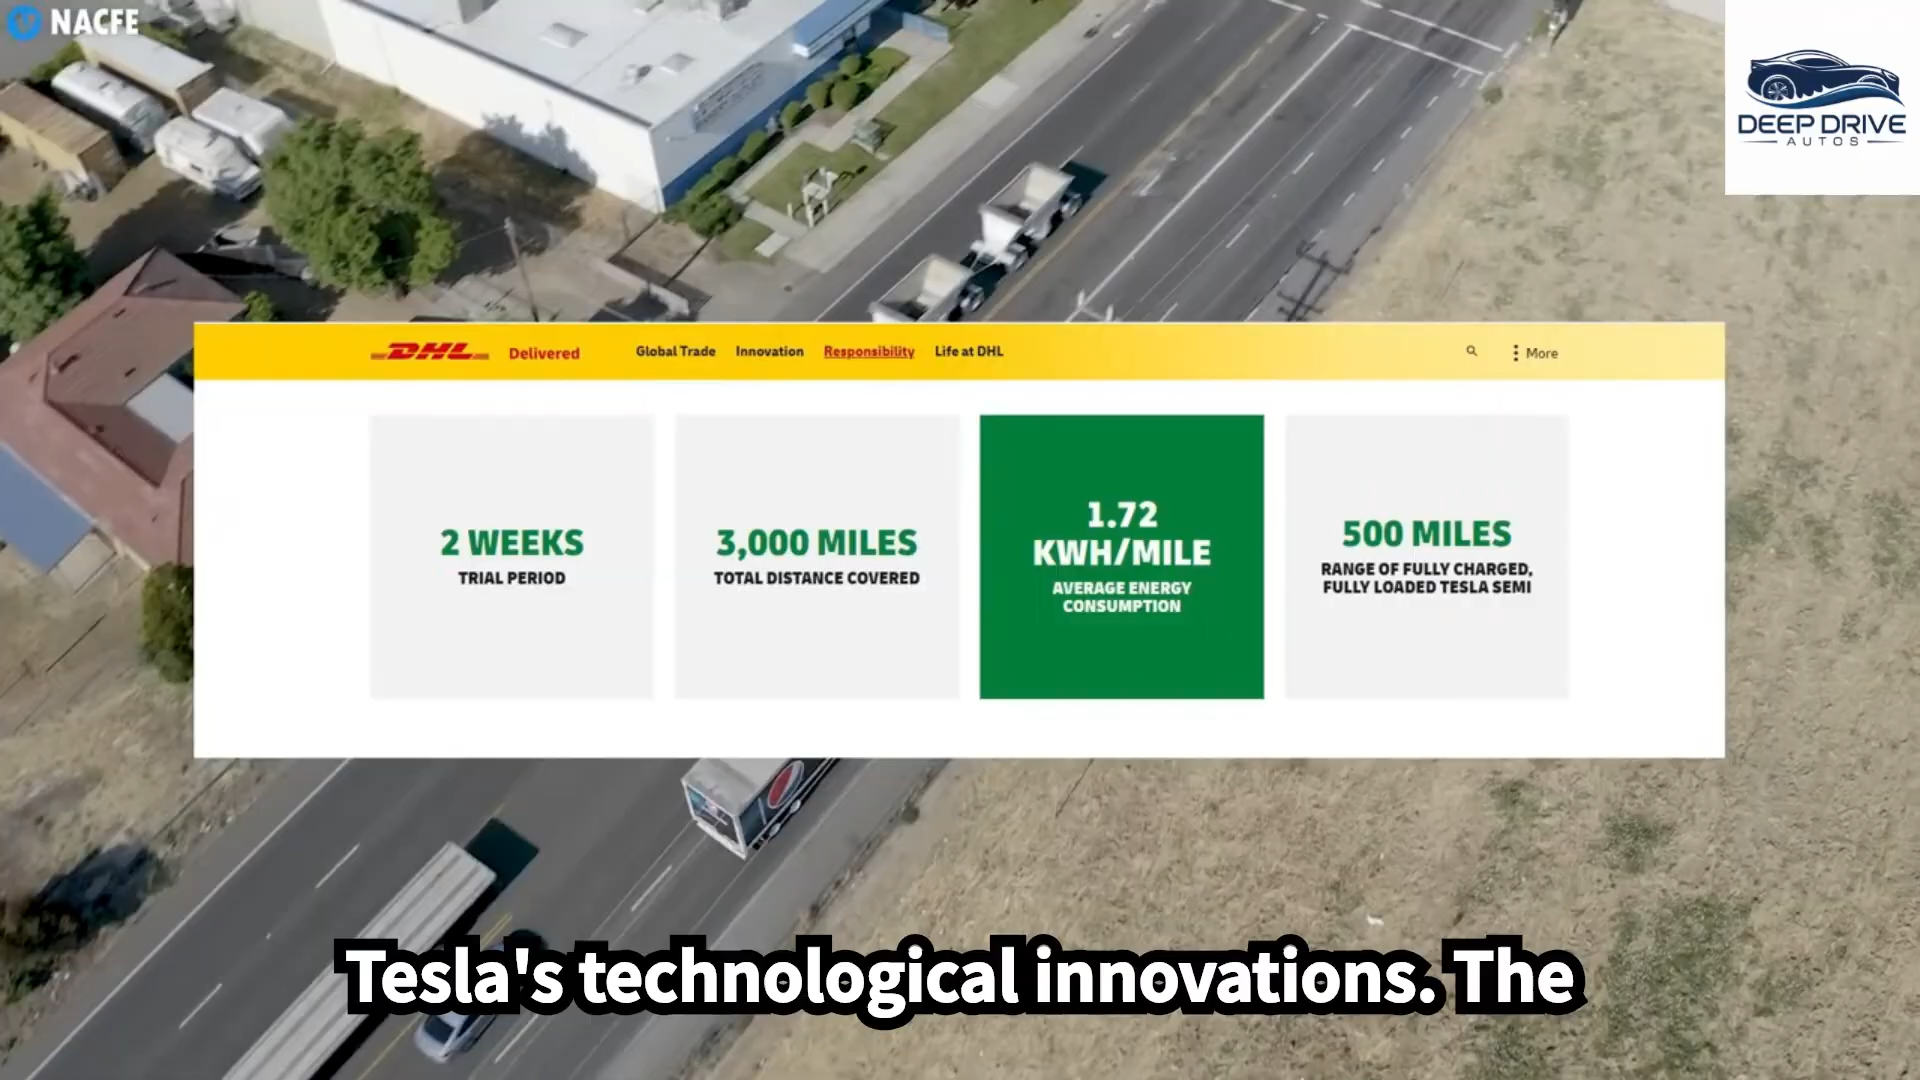 NACFE
DEEP DRIVE
AUTOS
DHL Delivered Global Trade Innovation Responsibility Life at DHL More
2 WEEKS
TRIAL PERIOD
3,000 MILES
TOTAL DISTANCE COVERED
1.72
KWH/MILE
AVERAGE ENERGY
CONSUMPTION
500 MILES
RANGE OF FULLY CHARGED,
FULLY LOADED TESLA SEMI
Tesla's technological innovations. The